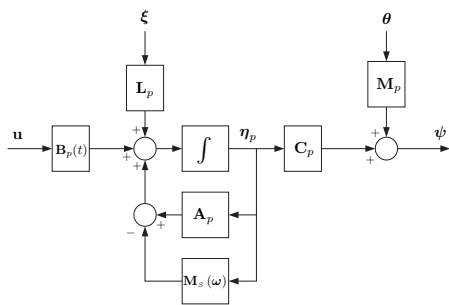 ξ θ
L_p M_p
u B_p(t) + + + ∫ η_p C_p + + ψ
− + A_p
M_s(ω)